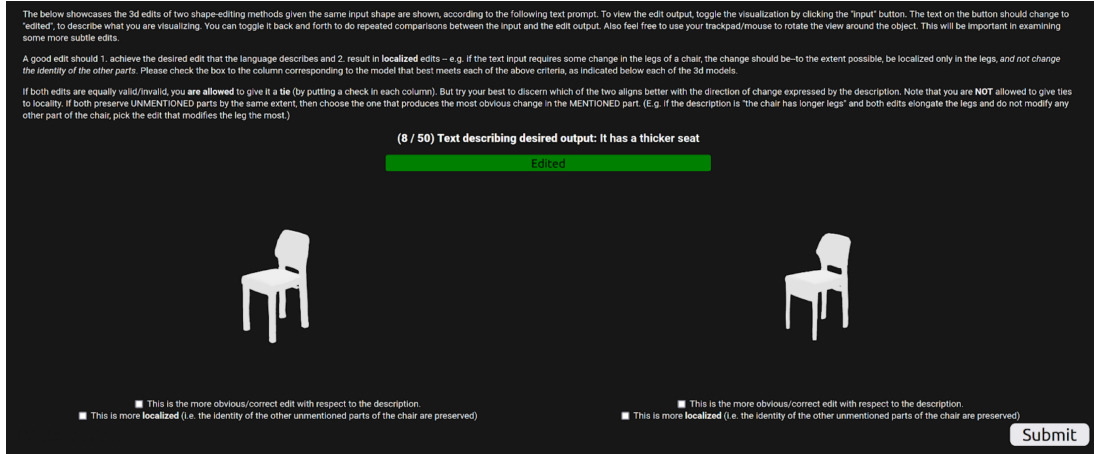 The below showcases the 3d edits of two shape-editing methods given the same input shape are shown, according to the following text prompt. To view the edit output, toggle the visualization by clicking the "input" button. The text on the button should change to
"edited", to describe what you are visualizing. You can toggle it back and forth to do repeated comparisons between the input and the edit output. Also feel free to use your trackpad/mouse to rotate the view around the object. This will be important in examining
some more subtle edits.
A good edit should 1. achieve the desired edit that the language describes and 2. result in localized edits -- e.g. if the text input requires some change in the legs of a chair, the change should be--to the extent possible, be localized only in the legs, and not change
the identity of the other parts. Please check the box to the column corresponding to the model that best meets each of the above criteria, as indicated below each of the 3d models.
If both edits are equally valid/invalid, you are allowed to give it a tie (by putting a check in each column). But try your best to discern which of the two aligns better with the direction of change expressed by the description. Note that you are NOT allowed to give ties
to locality. If both preserve UNMENTIONED parts by the same extent, then choose the one that produces the most obvious change in the MENTIONED part. (E.g. if the description is "the chair has longer legs" and both edits elongate the legs and do not modify any
other part of the chair, pick the edit that modifies the leg the most.)
(8 / 50) Text describing desired output: It has a thicker seat
Edited
This is the more obvious/correct edit with respect to the description.
This is more localized (i.e. the identity of the other unmentioned parts of the chair are preserved)
This is the more obvious/correct edit with respect to the description.
This is more localized (i.e. the identity of the other unmentioned parts of the chair are preserved)
Submit